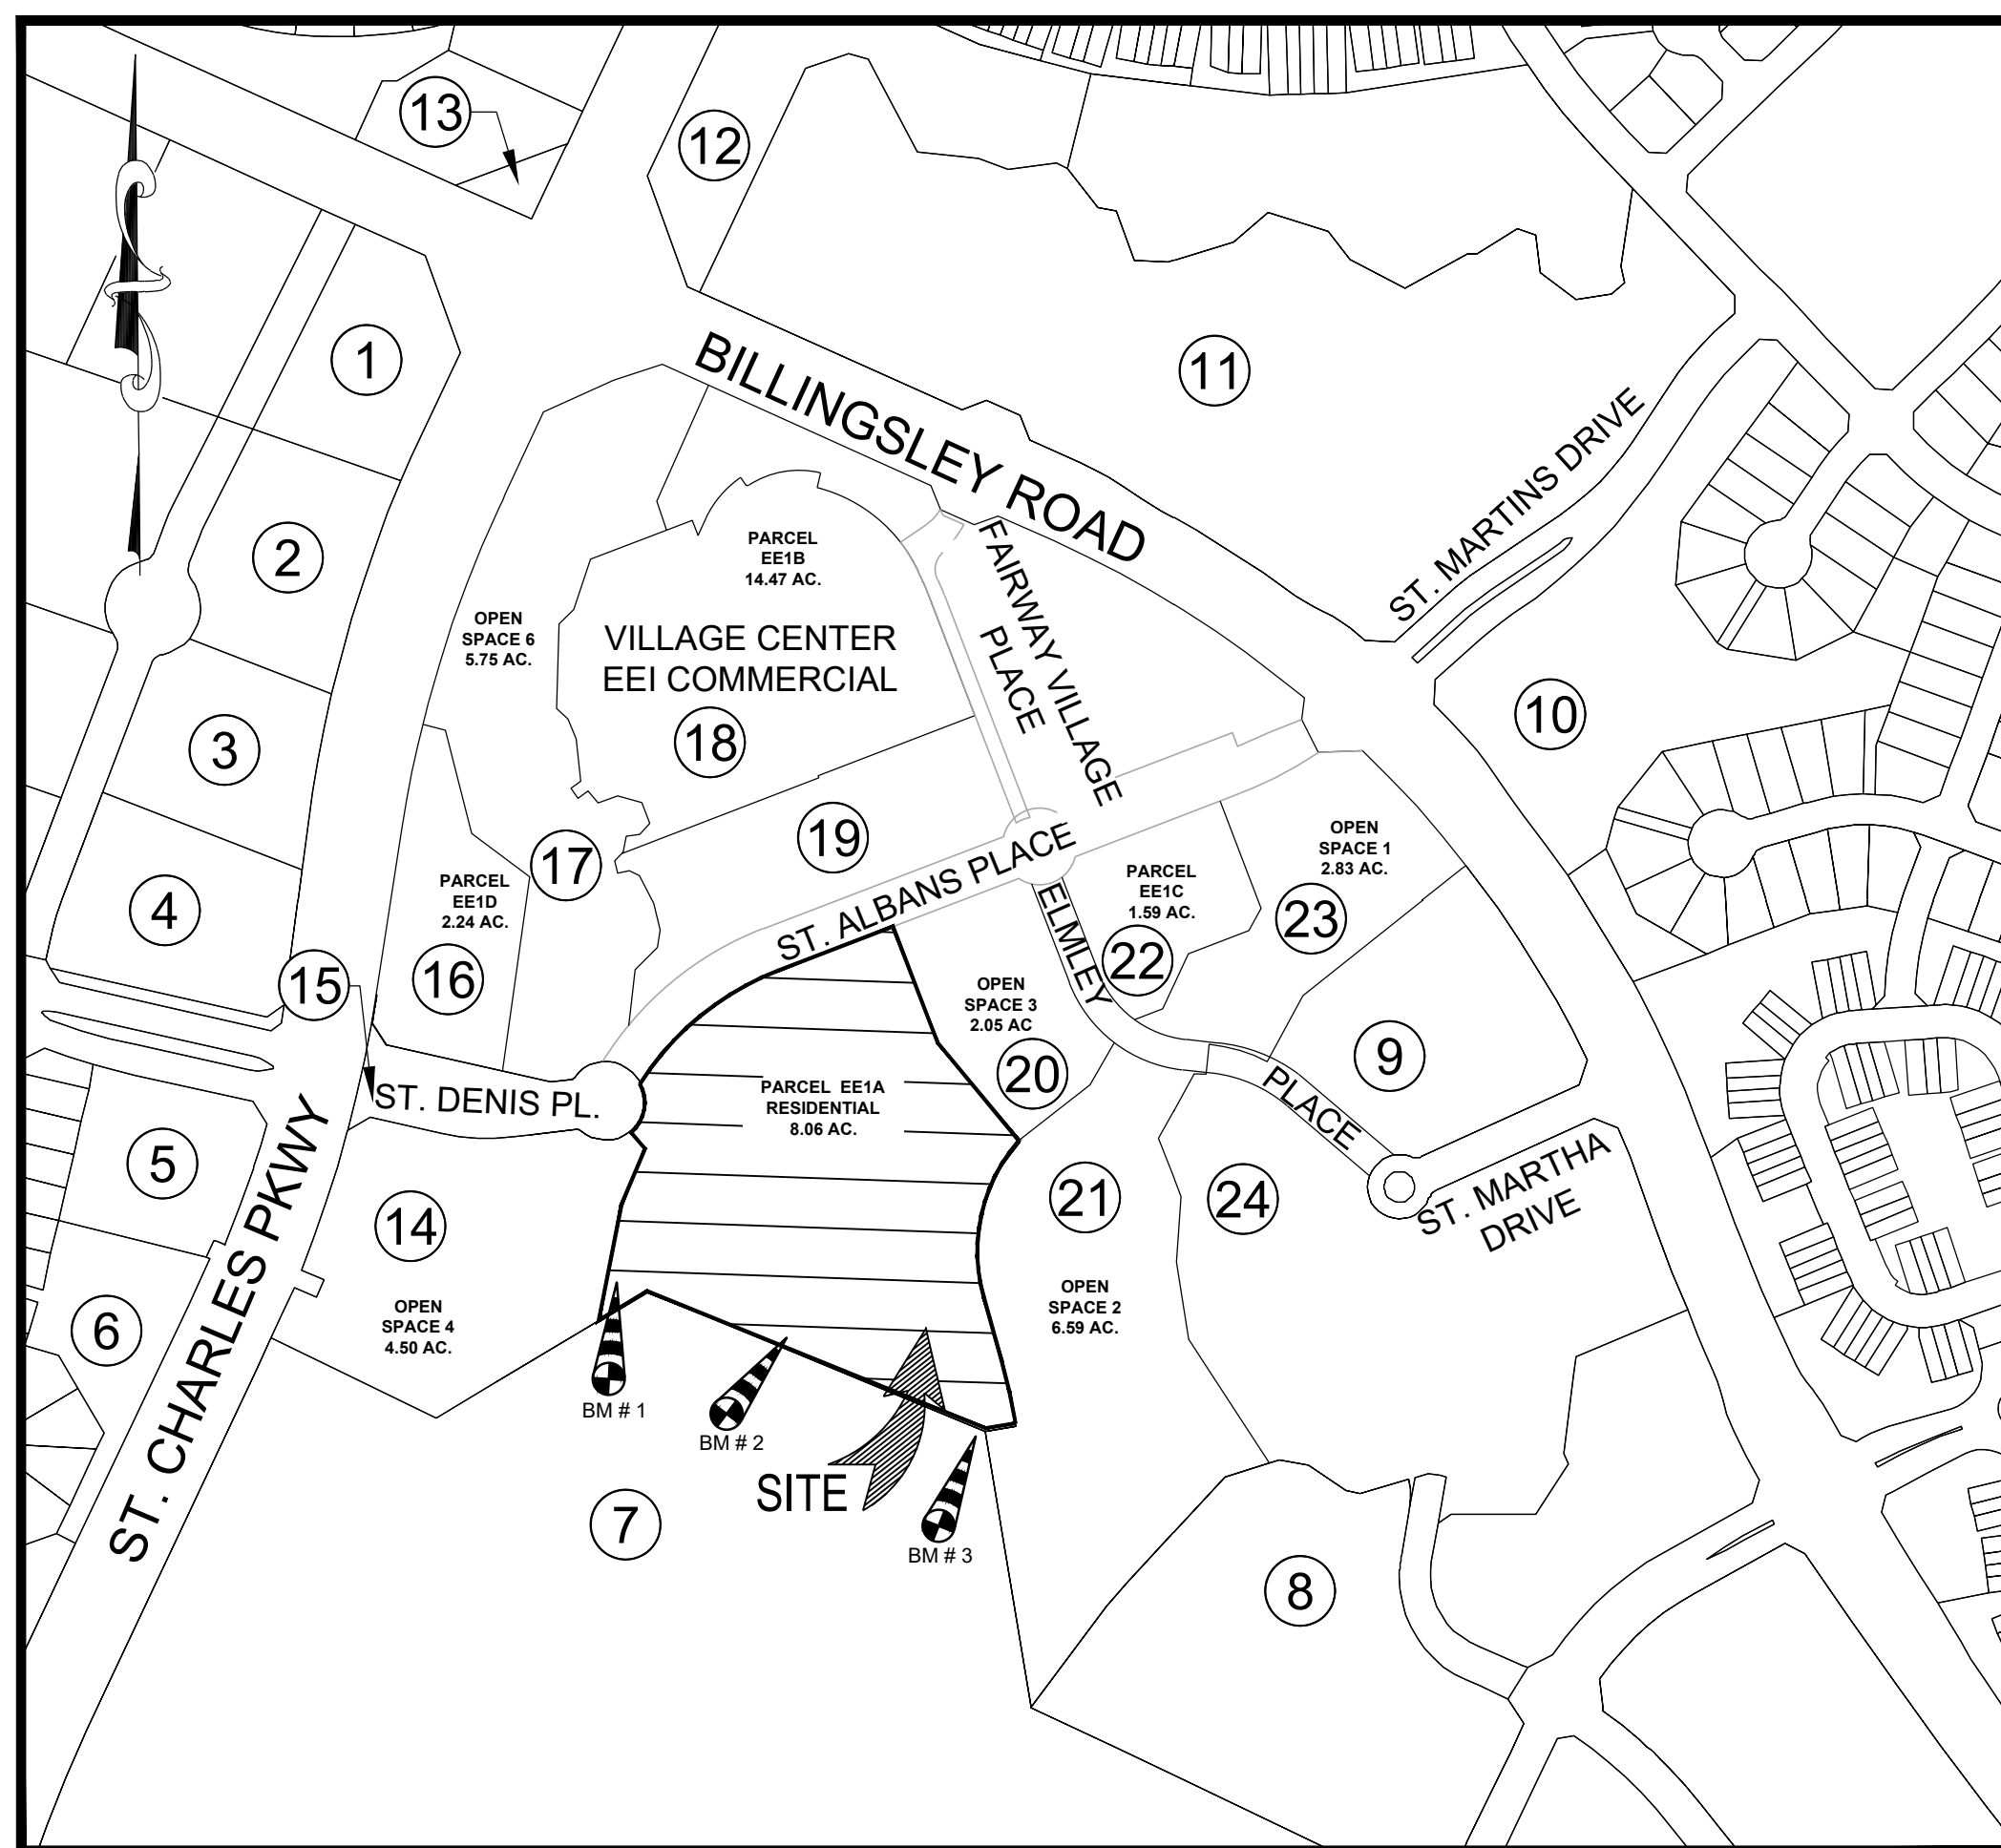 13
12
1
11
BILLINGSLEY ROAD
ST. MARTINS DRIVE
2
PARCEL
EE1B
14.47 AC.
FAIRWAY VILLAGE
PLACE
OPEN
SPACE 6
5.75 AC.
VILLAGE CENTER
EEI COMMERCIAL
18
10
3
19
17
ST. ALBANS PLACE
OPEN
SPACE 1
2.83 AC.
23
PARCEL
EE1C
1.59 AC.
22
PARCEL
EE1D
2.24 AC.
16
4
15
ELMLEY
PLACE
OPEN
SPACE 3
2.05 AC
20
9
ST. DENIS PL.
PARCEL EE1A
RESIDENTIAL
8.06 AC.
5
14
21
24
ST. MARTHA
DRIVE
ST. CHARLES PKWY
6
OPEN
SPACE 4
4.50 AC.
OPEN
SPACE 2
6.59 AC.
BM # 1
BM # 2
SITE
7
BM # 3
8